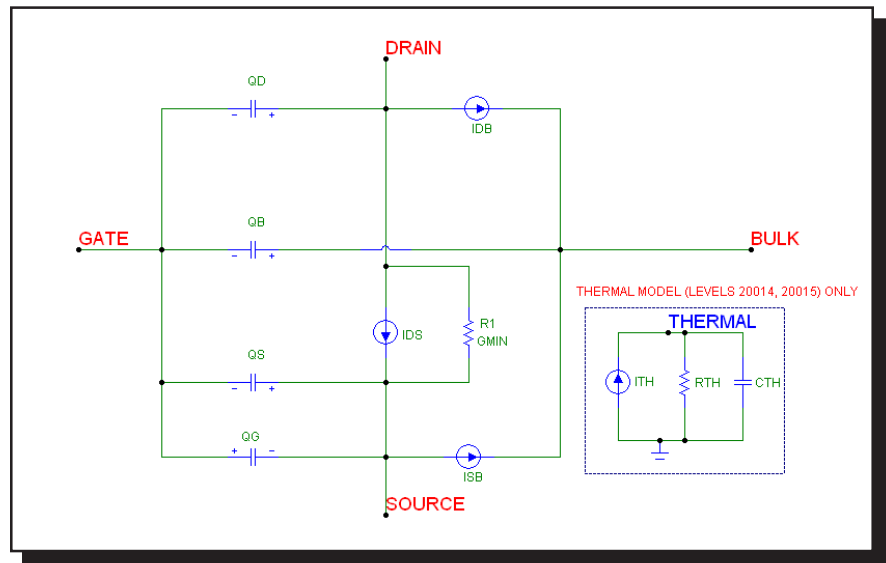 DRAIN
QD
- +
IDB
QB
GATE
- +
BULK
THERMAL MODEL (LEVELS 20014, 20015) ONLY
THERMAL
R1
GMIN
IDS
ITH
RTH
CTH
QS
- +
QG
+ -
ISB
SOURCE